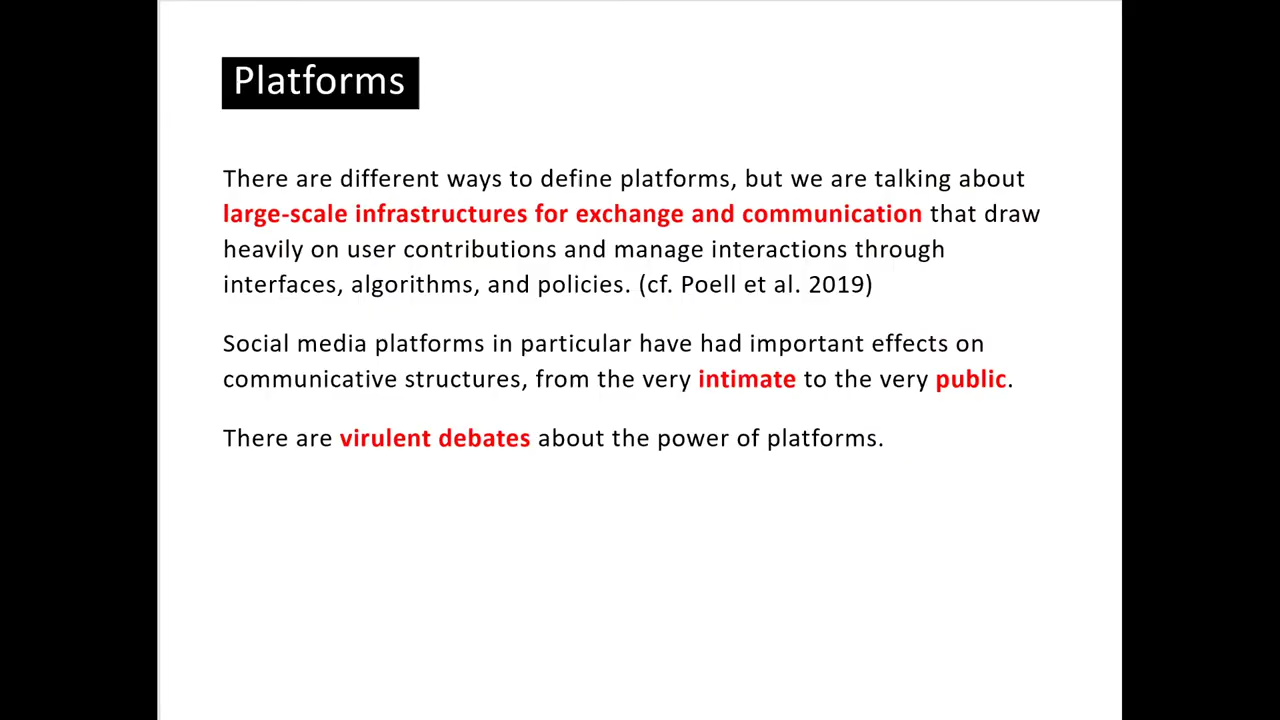 Platforms
There are different ways to define platforms, but we are talking about
large-scale infrastructures for exchange and communication that draw
heavily on user contributions and manage interactions through
interfaces, algorithms, and policies. (cf. Poell et al. 2019)
Social media platforms in particular have had important effects on
communicative structures, from the very intimate to the very public.
There are virulent debates about the power of platforms.